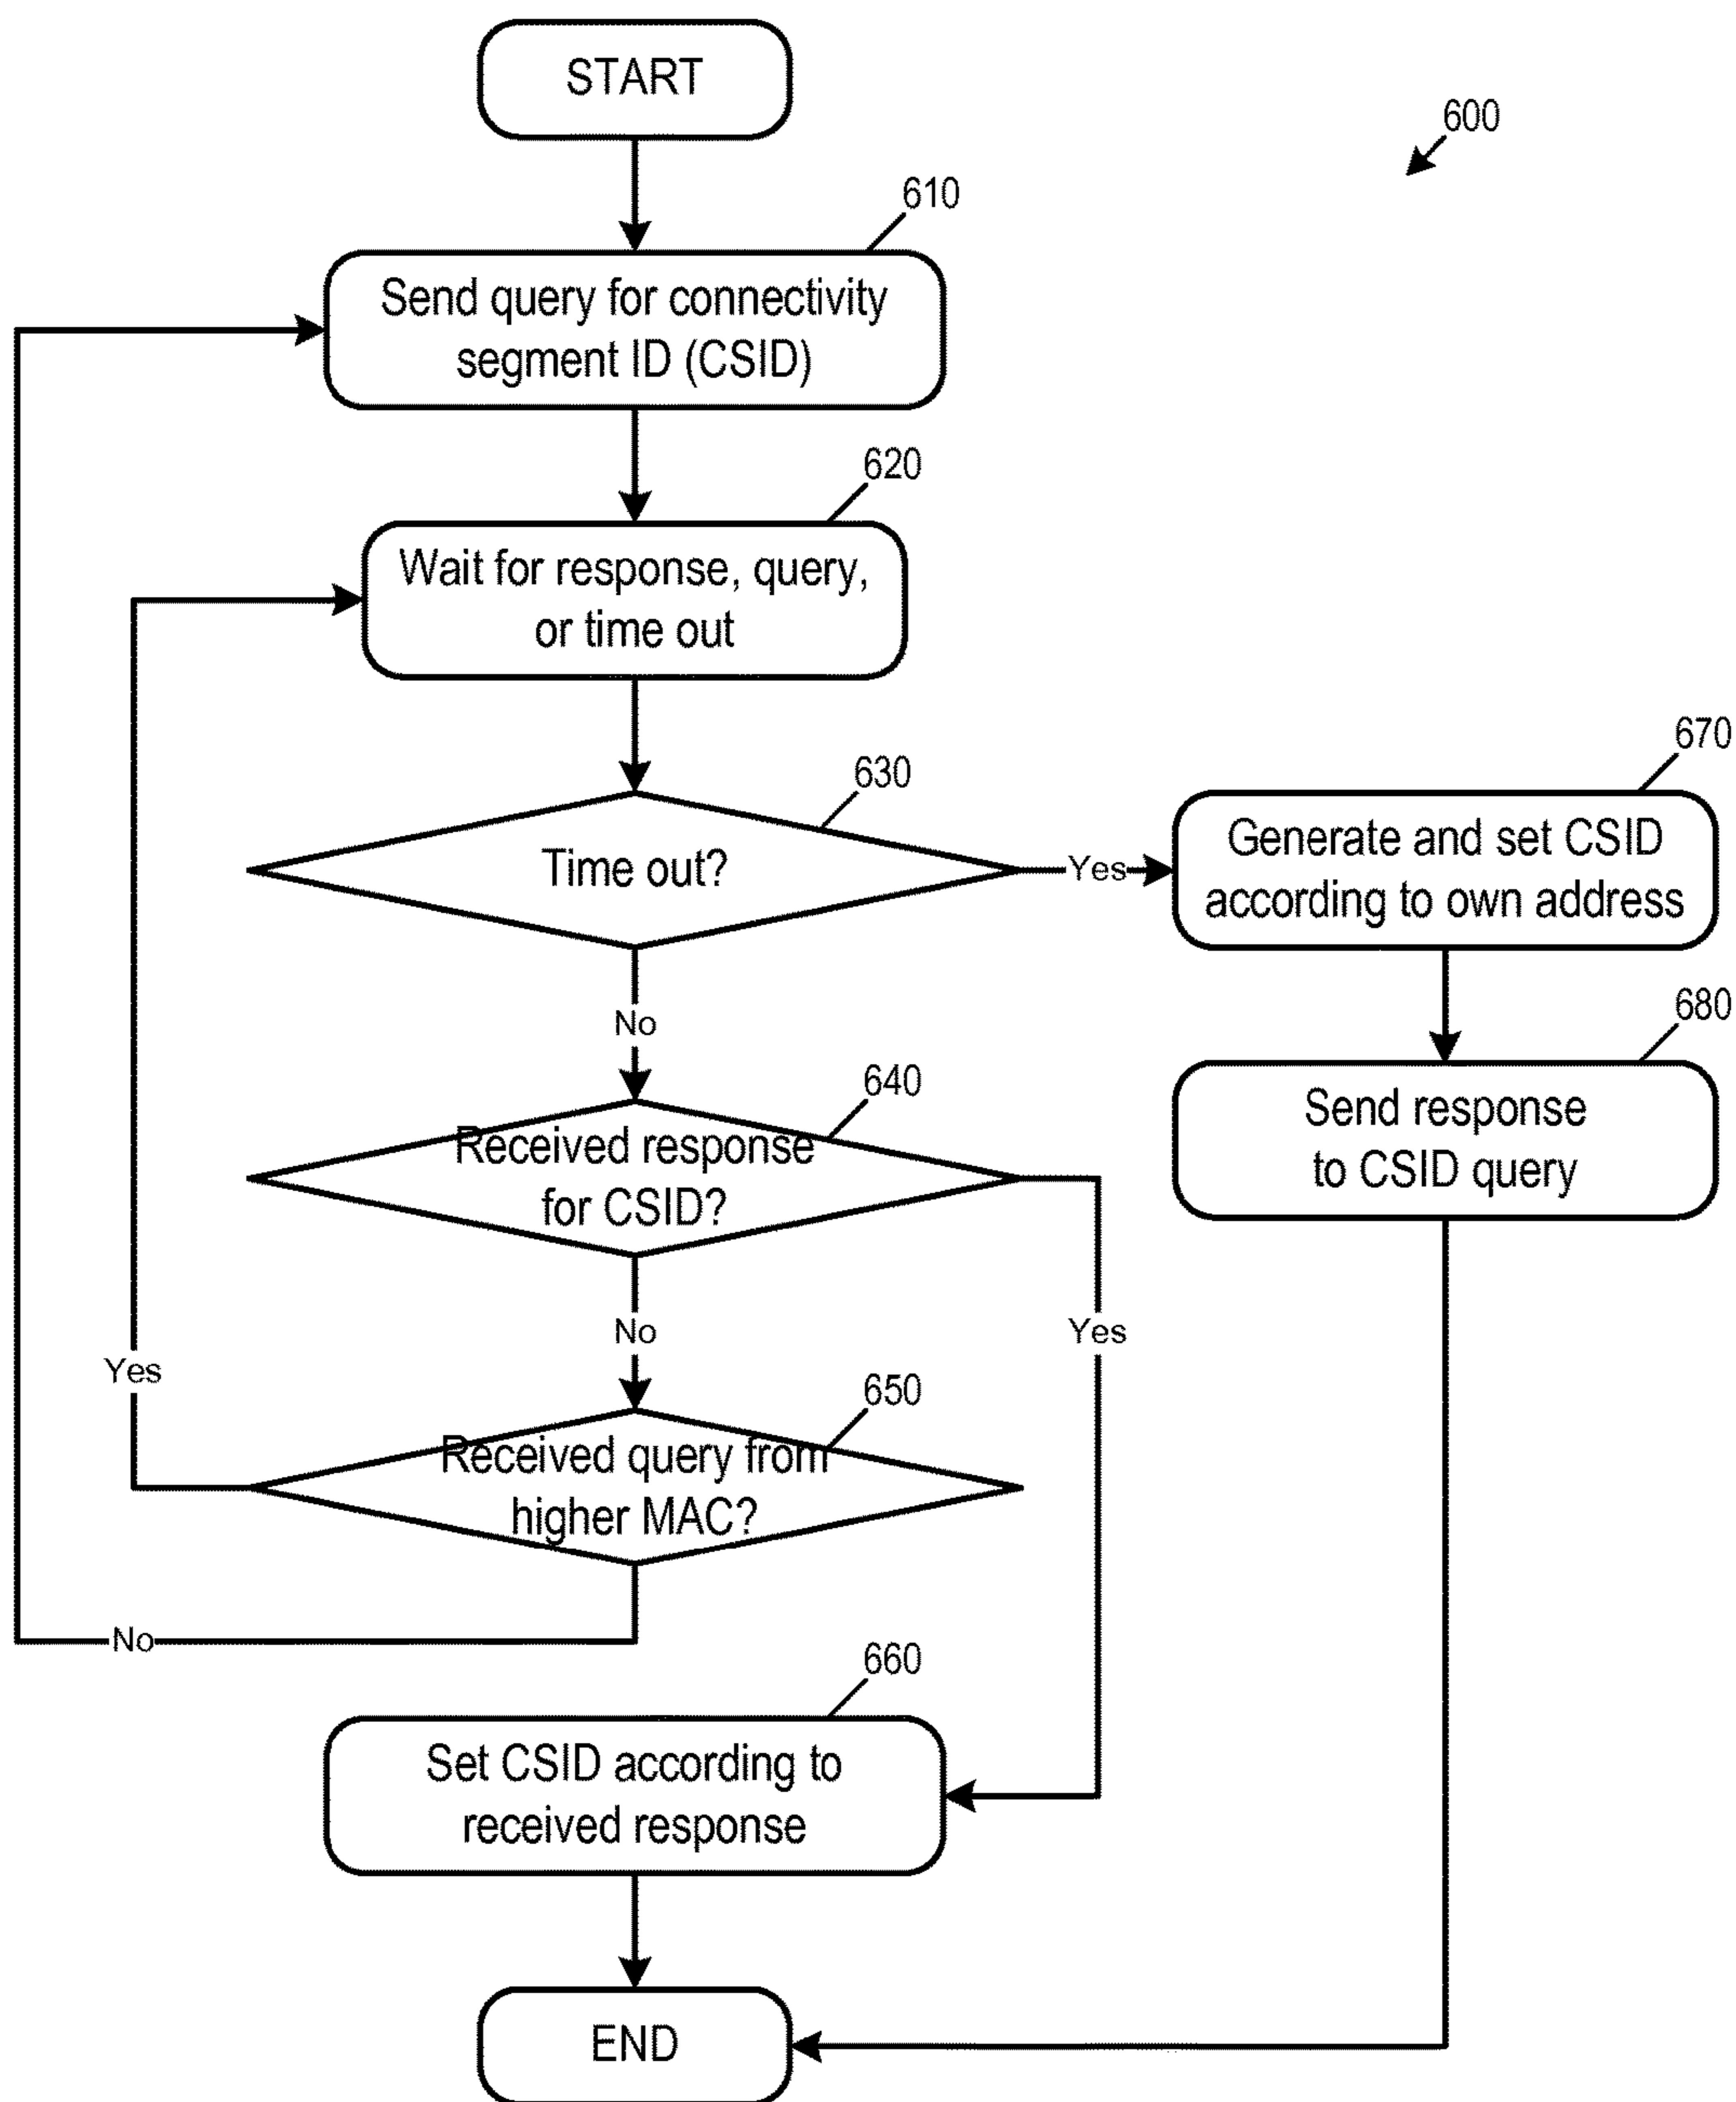 START
600
610
Send query for connectivity
segment ID (CSID)
620
Wait for response, query,
or time out
630
Time out?
Yes
670
Generate and set CSID
according to own address
No
680
Send response
to CSID query
640
Received response
for CSID?
No
Yes
Yes
650
Received query from
higher MAC?
No
660
Set CSID according to
received response
END